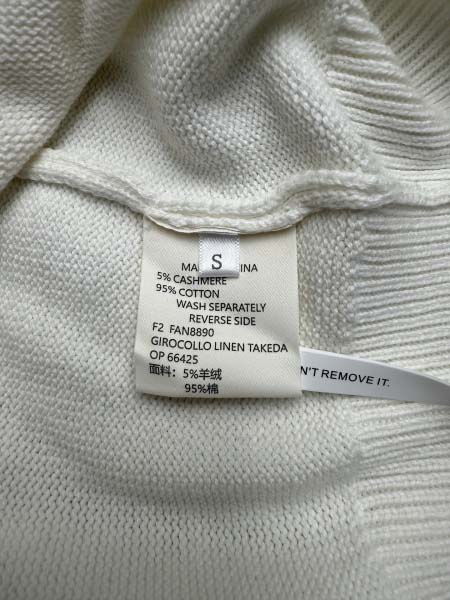 S
MA INA
5% CASHMERE
95% COTTON
WASH SEPARATELY
REVERSE SIDE
F2 FAN8890
GIROCOLLO LINEN TAKEDA
OP 66425
面料: 5%羊绒
95%棉
N'T REMOVE IT.